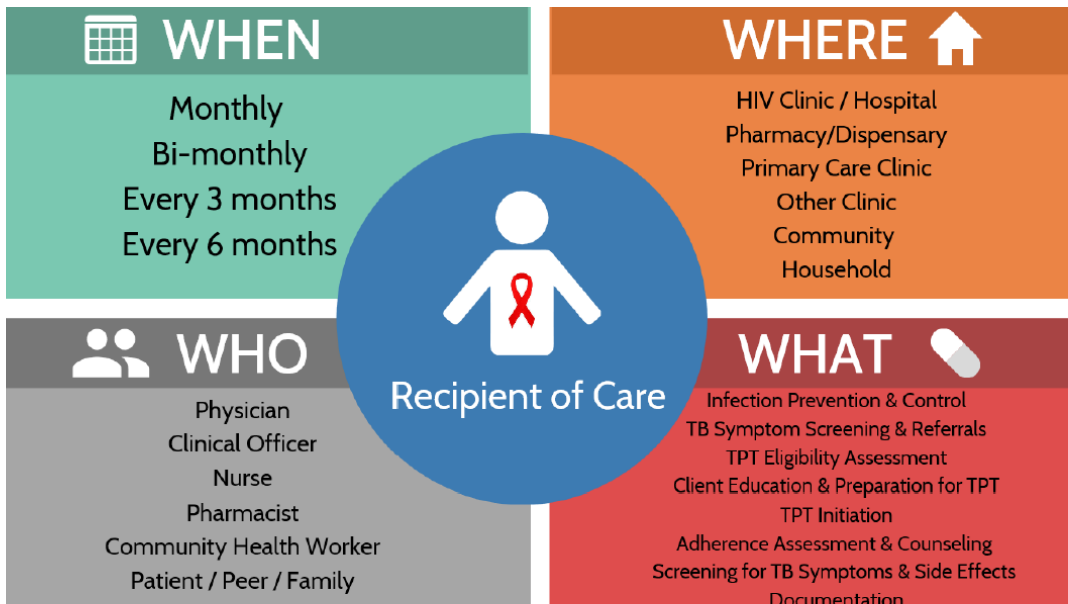 WHEN
Monthly
Bi-monthly
Every 3 months
Every 6 months
WHERE
HIV Clinic / Hospital
Pharmacy/Dispensary
Primary Care Clinic
Other Clinic
Community
Household
Recipient of Care
WHO
Physician
Clinical Officer
Nurse
Pharmacist
Community Health Worker
Patient / Peer / Family
WHAT
Infection Prevention & Control
TB Symptom Screening & Referrals
TPT Eligibility Assessment
Client Education & Preparation for TPT
TPT Initiation
Adherence Assessment & Counseling
Screening for TB Symptoms & Side Effects
Documentation